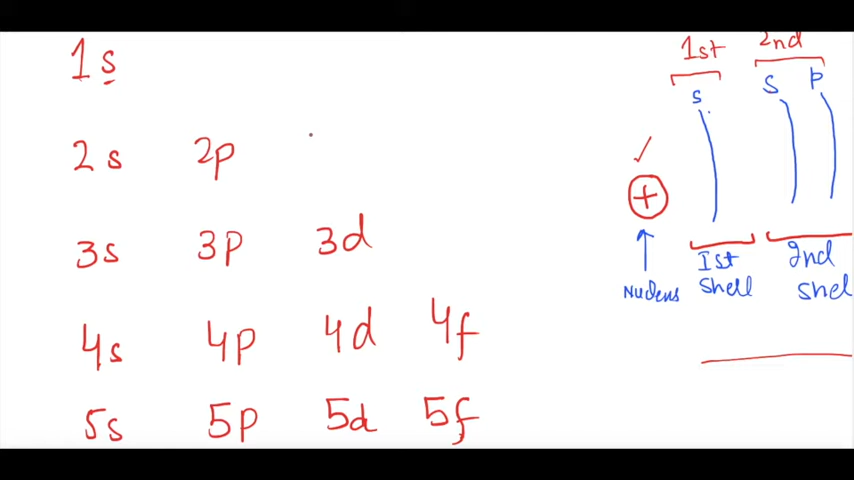 1s
2s 2p
3s 3p 3d
4s 4p 4d 4f
5s 5p 5d 5f
1st 2nd
s s p
+
Nucleus
Ist 2nd
shell shel